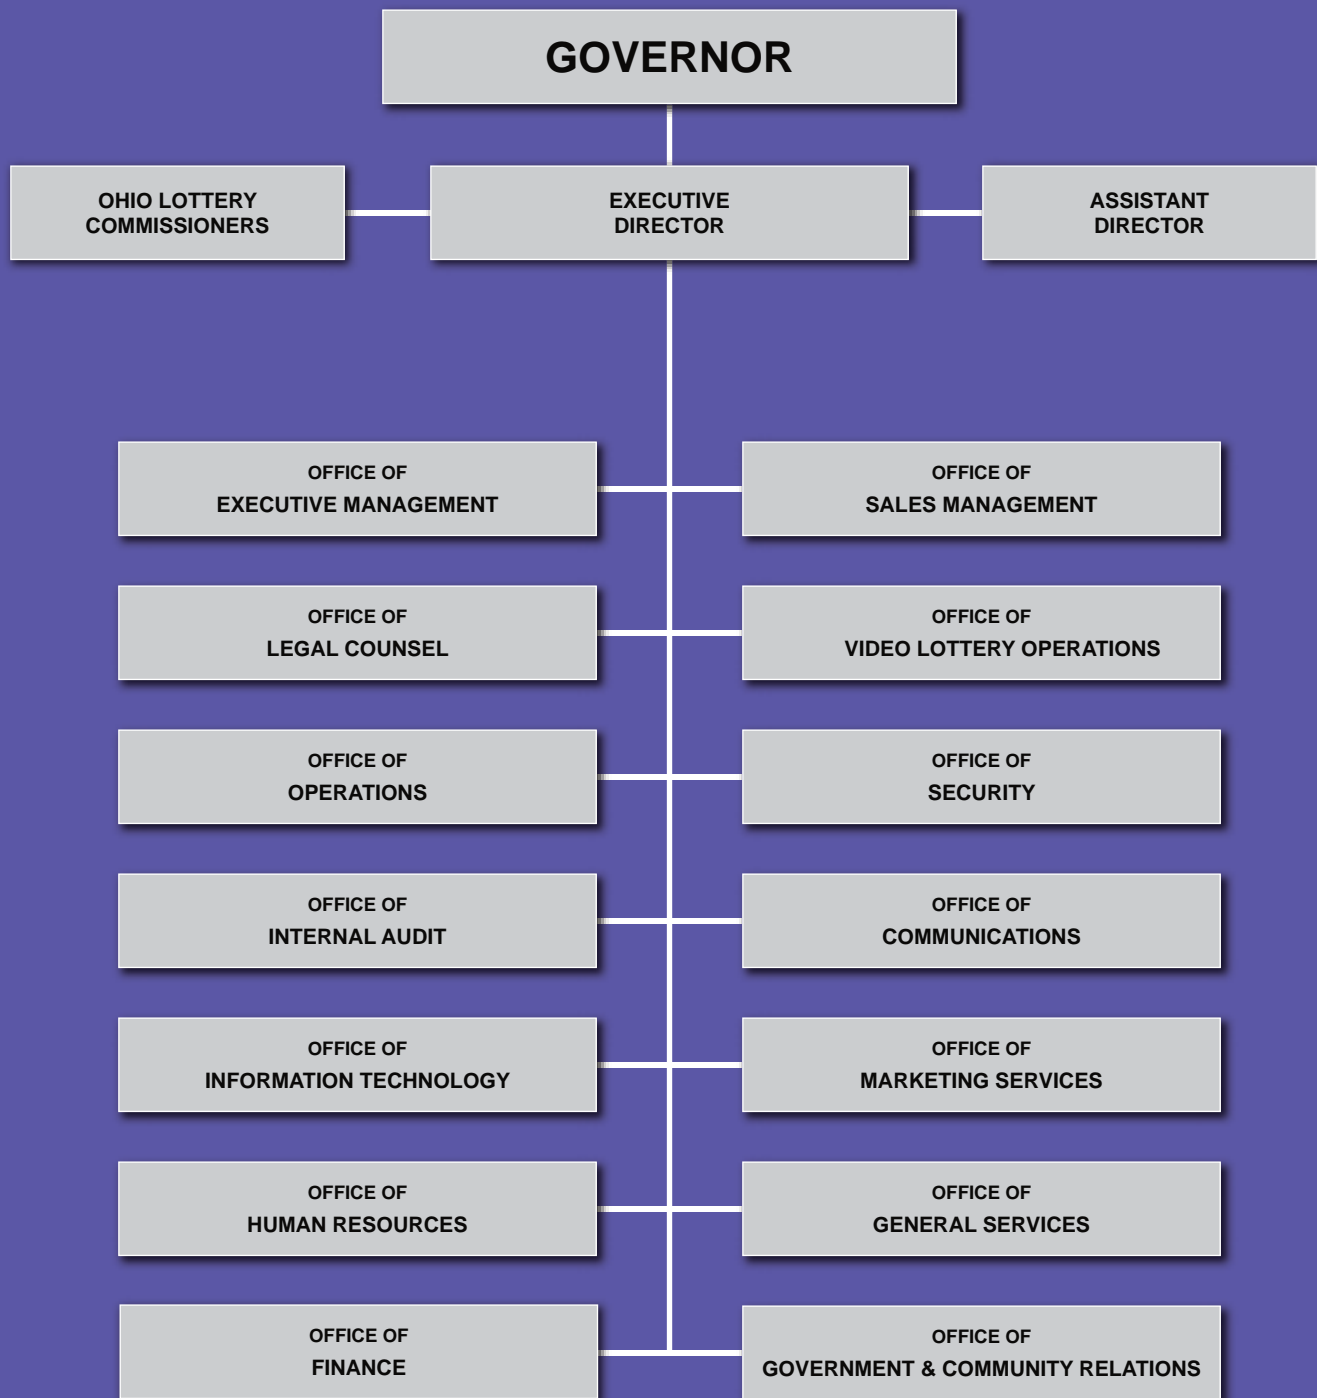 GOVERNOR
OHIO LOTTERY
COMMISSIONERS
EXECUTIVE
DIRECTOR
ASSISTANT
DIRECTOR
OFFICE OF
EXECUTIVE MANAGEMENT
OFFICE OF
SALES MANAGEMENT
OFFICE OF
LEGAL COUNSEL
OFFICE OF
VIDEO LOTTERY OPERATIONS
OFFICE OF
OPERATIONS
OFFICE OF
SECURITY
OFFICE OF
INTERNAL AUDIT
OFFICE OF
COMMUNICATIONS
OFFICE OF
INFORMATION TECHNOLOGY
OFFICE OF
MARKETING SERVICES
OFFICE OF
HUMAN RESOURCES
OFFICE OF
GENERAL SERVICES
OFFICE OF
FINANCE
OFFICE OF
GOVERNMENT & COMMUNITY RELATIONS